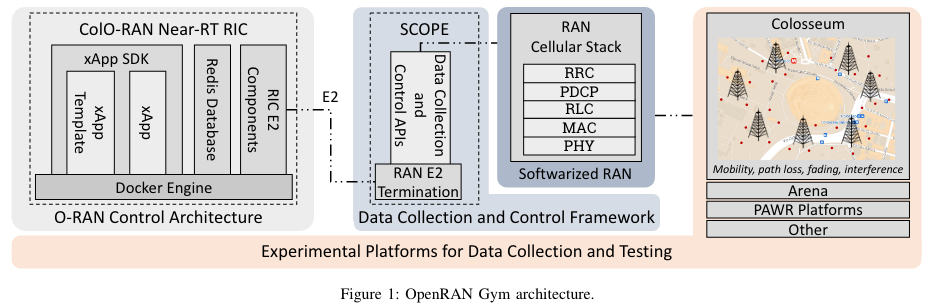 ColO-RAN Near-RT RIC
xApp SDK
xApp
Template
xApp
Redis Database
RIC E2
Components
Docker Engine
O-RAN Control Architecture
E2
SCOPE
Data Collection
and
Control APIs
RAN E2
Termination
Data Collection and Control Framework
RAN
Cellular Stack
RRC
PDCP
RLC
MAC
PHY
Softwarized RAN
Colosseum
Mobility, path loss, fading, interference
Arena
PAWR Platforms
Other
Experimental Platforms for Data Collection and Testing
Figure 1: OpenRAN Gym architecture.